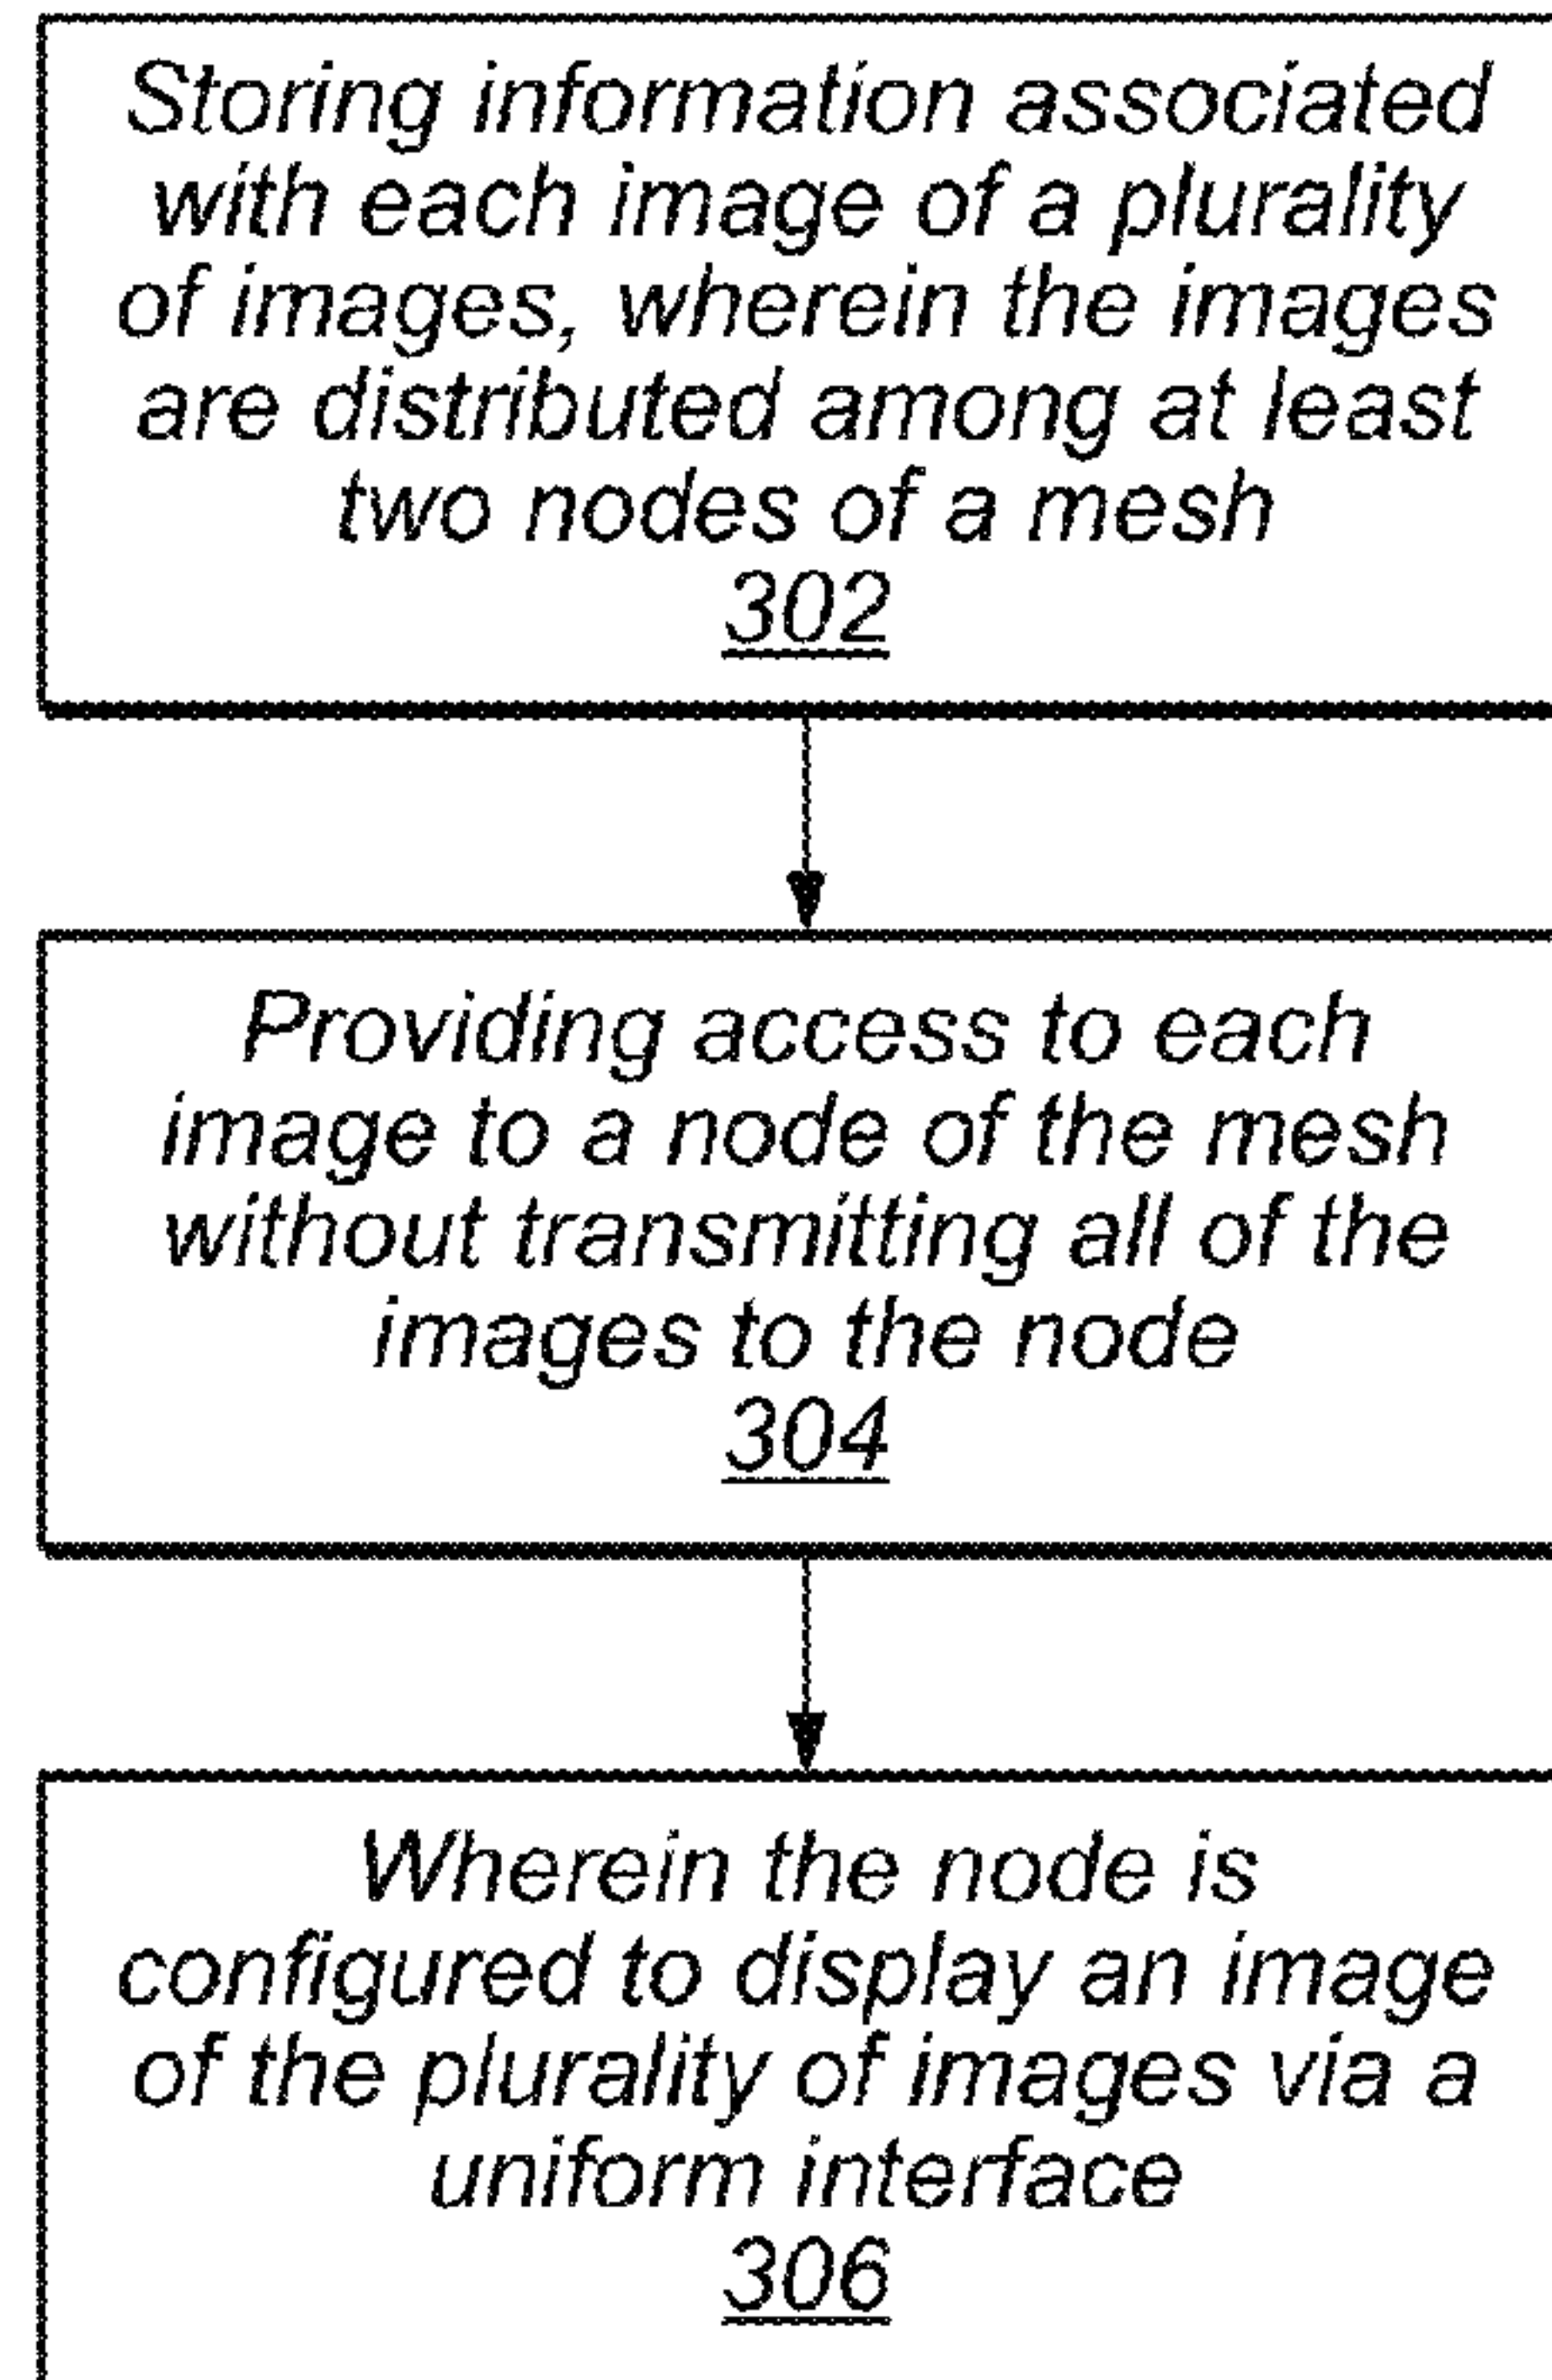 Storing information associated
with each image of a plurality
of images, wherein the images
are distributed among at least
two nodes of a mesh
302
Providing access to each
image to a node of the mesh
without transmitting all of the
images to the node
304
Wherein the node is
configured to display an image
of the plurality of images via a
uniform interface
306